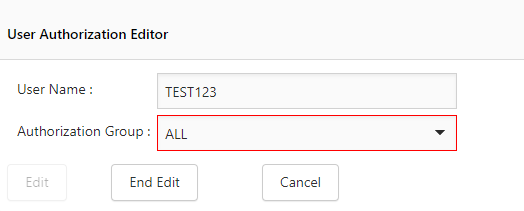 User Authorization Editor
User Name : TEST123
Authorization Group : ALL
Edit End Edit Cancel